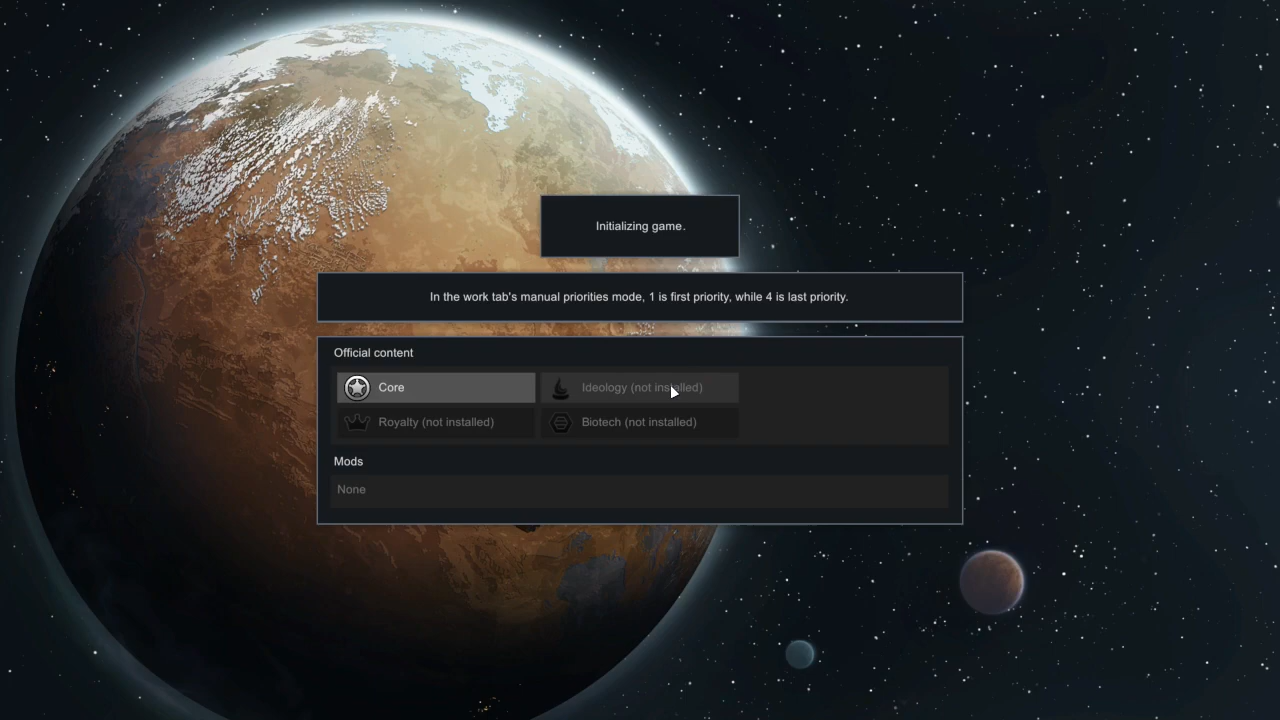 Initializing game.
In the work tab's manual priorities mode, 1 is first priority, while 4 is last priority.
Official content
Core
Ideology (not installed)
Royalty (not installed)
Biotech (not installed)
Mods
None